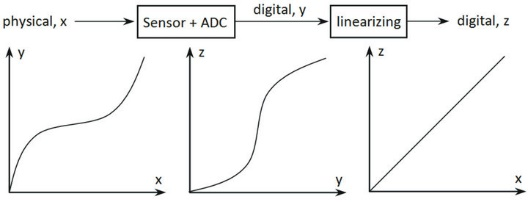 physical, x
Sensor + ADC
digital, y
linearizing
digital, z
y
x
z
y
z
x